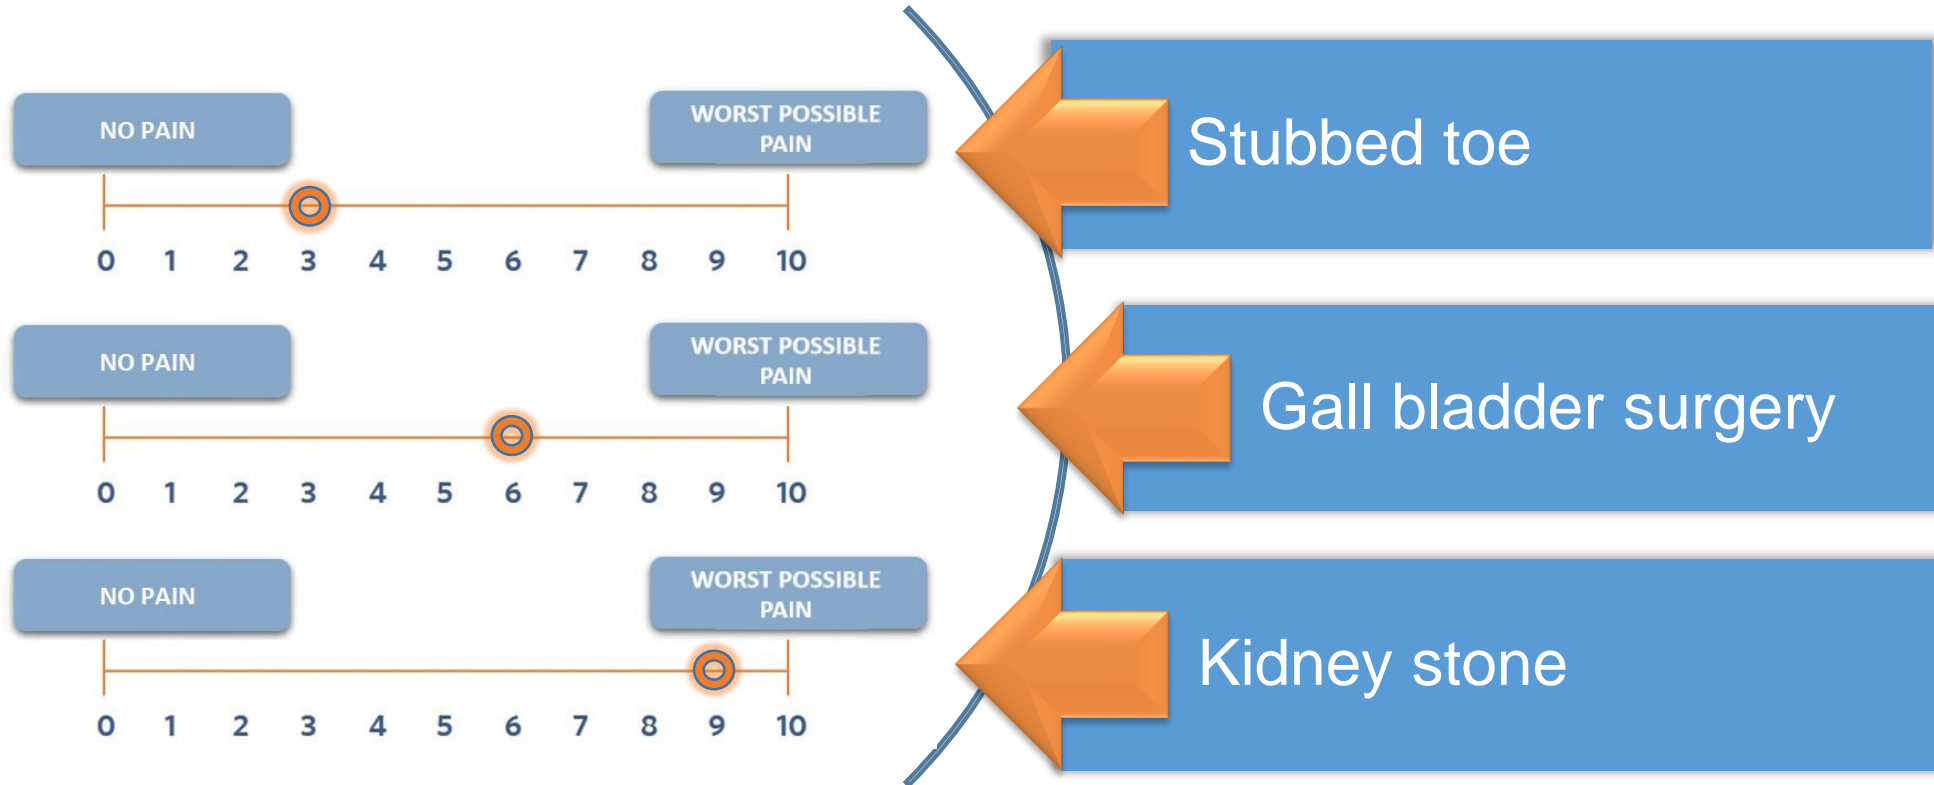 NO PAIN
WORST POSSIBLE
PAIN
0 1 2 3 4 5 6 7 8 9 10
Stubbed toe
NO PAIN
WORST POSSIBLE
PAIN
0 1 2 3 4 5 6 7 8 9 10
Gall bladder surgery
NO PAIN
WORST POSSIBLE
PAIN
0 1 2 3 4 5 6 7 8 9 10
Kidney stone